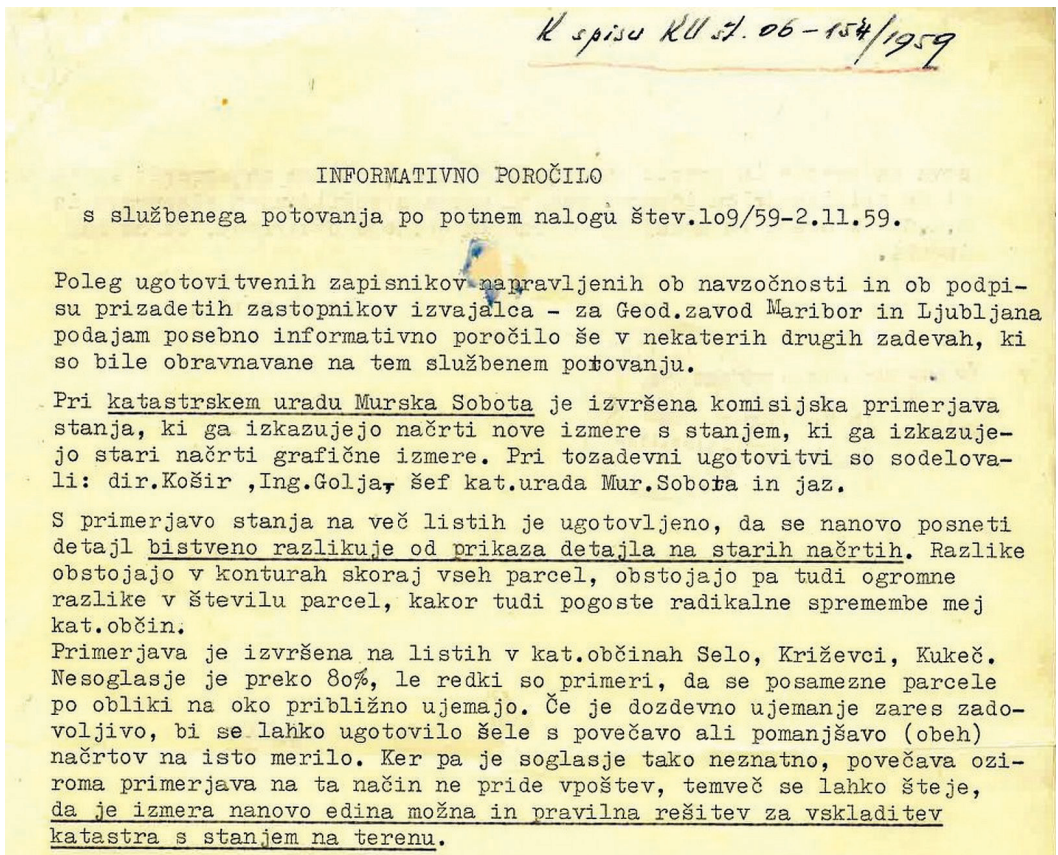 K spisu KU št. 06-154/1959
INFORMATIVNO POROČILO
s službenega potovanja po potnem nalogu štev.lo9/59-2.11.59.
Poleg ugotovitvenih zapisnikov napravljenih ob navzočnosti in ob podpi-
su prizadetih zastopnikov izvajalca - za Geod.zavod Maribor in Ljubljana
podajam posebno informativno poročilo še v nekaterih drugih zadevah, ki
so bile obravnavane na tem službenem potovanju.
Pri katastrskem uradu Murska Sobota je izvršena komisijska primerjava
stanja, ki ga izkazujejo načrti nove izmere s stanjem, ki ga izkazuje-
jo stari načrti grafične izmere. Pri tozadevni ugotovitvi so sodelova-
li: dir.Košir ,Ing.Golja, šef kat.urada Mur.Sobota in jaz.
S primerjavo stanja na več listih je ugotovljeno, da se nanovo posneti
detajl bistveno razlikuje od prikaza detajla na starih načrtih. Razlike
obstojajo v konturah skoraj vseh parcel, obstojajo pa tudi ogromne
razlike v številu parcel, kakor tudi pogoste radikalne spremembe mej
kat.občin.
Primerjava je izvršena na listih v kat.občinah Selo, Križevci, Kukeč.
Nesoglasje je preko 8o%, le redki so primeri, da se posamezne parcele
po obliki na oko približno ujemajo. Če je dozdevno ujemanje zares zado-
voljivo, bi se lahko ugotovilo šele s povečavo ali pomanjšavo (obeh)
načrtov na isto merilo. Ker pa je soglasje tako neznatno, povečava ozi-
roma primerjava na ta način ne pride vpoštev, temveč se lahko šteje,
da je izmera nanovo edina možna in pravilna rešitev za vskladitev
katastra s stanjem na terenu.